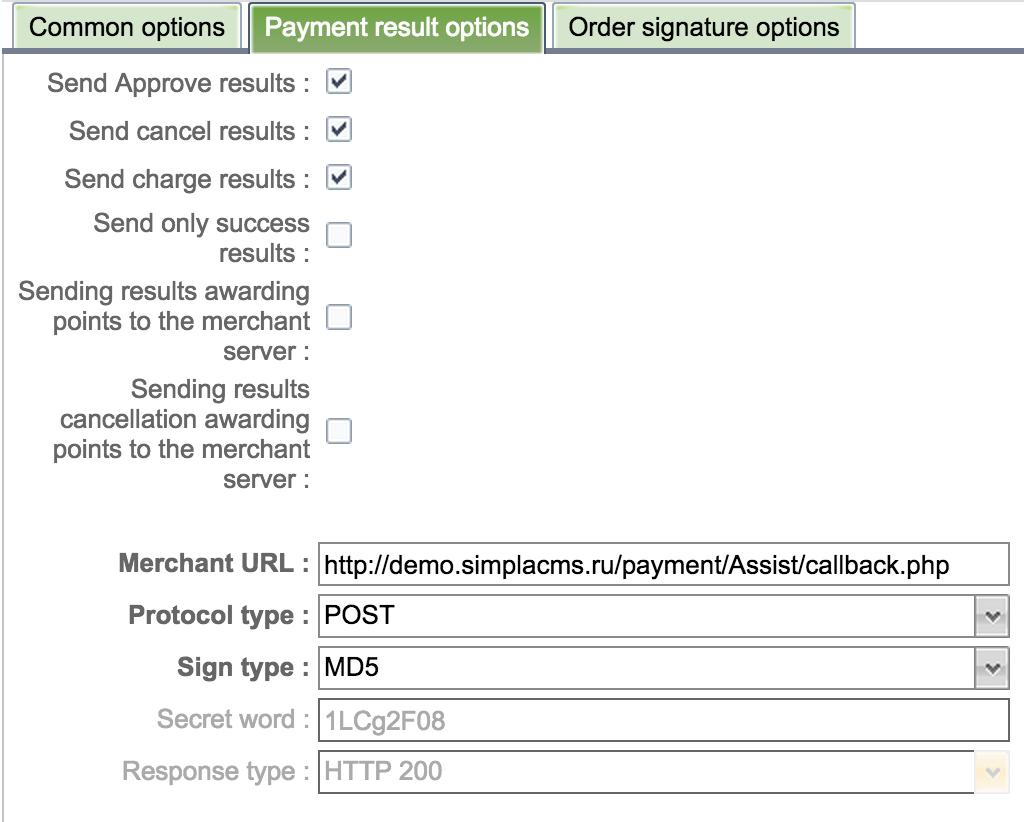 Common options
Payment result options
Order signature options
Send Approve results :
Send cancel results :
Send charge results :
Send only success
results :
Sending results awarding
points to the merchant
server :
Sending results
cancellation awarding
points to the merchant
server :
Merchant URL : http://demo.simplacms.ru/payment/Assist/callback.php
Protocol type : POST
Sign type : MD5
Secret word : 1LCg2F08
Response type : HTTP 200